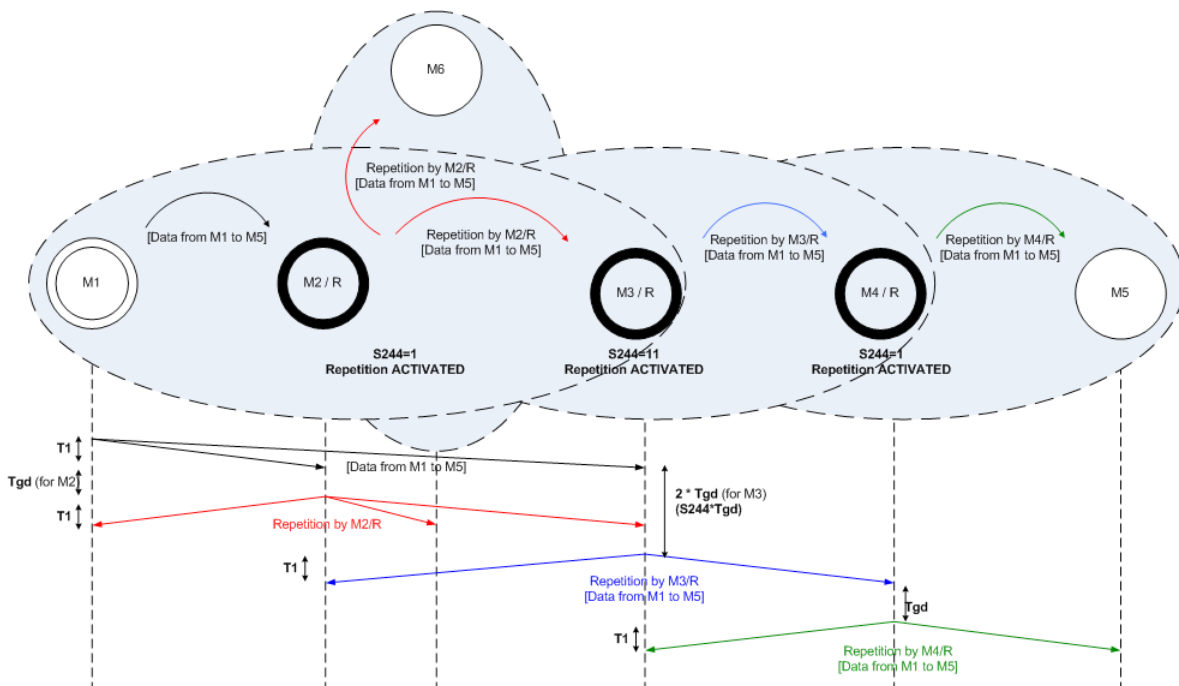 M6
Repetition by M2/R
[Data from M1 to M5]
[Data from M1 to M5]
Repetition by M2/R
[Data from M1 to M5]
Repetition by M3/R
[Data from M1 to M5]
Repetition by M4/R
[Data from M1 to M5]
M1
M2 / R
M3 / R
M4 / R
M5
S244=1
Repetition ACTIVATED
S244=11
Repetition ACTIVATED
S244=1
Repetition ACTIVATED
T1
[Data from M1 to M5]
Tgd (for M2)
2 * Tgd (for M3)
(S244*Tgd)
T1
Repetition by M2/R
T1
Repetition by M3/R
[Data from M1 to M5]
Tgd
T1
Repetition by M4/R
[Data from M1 to M5]